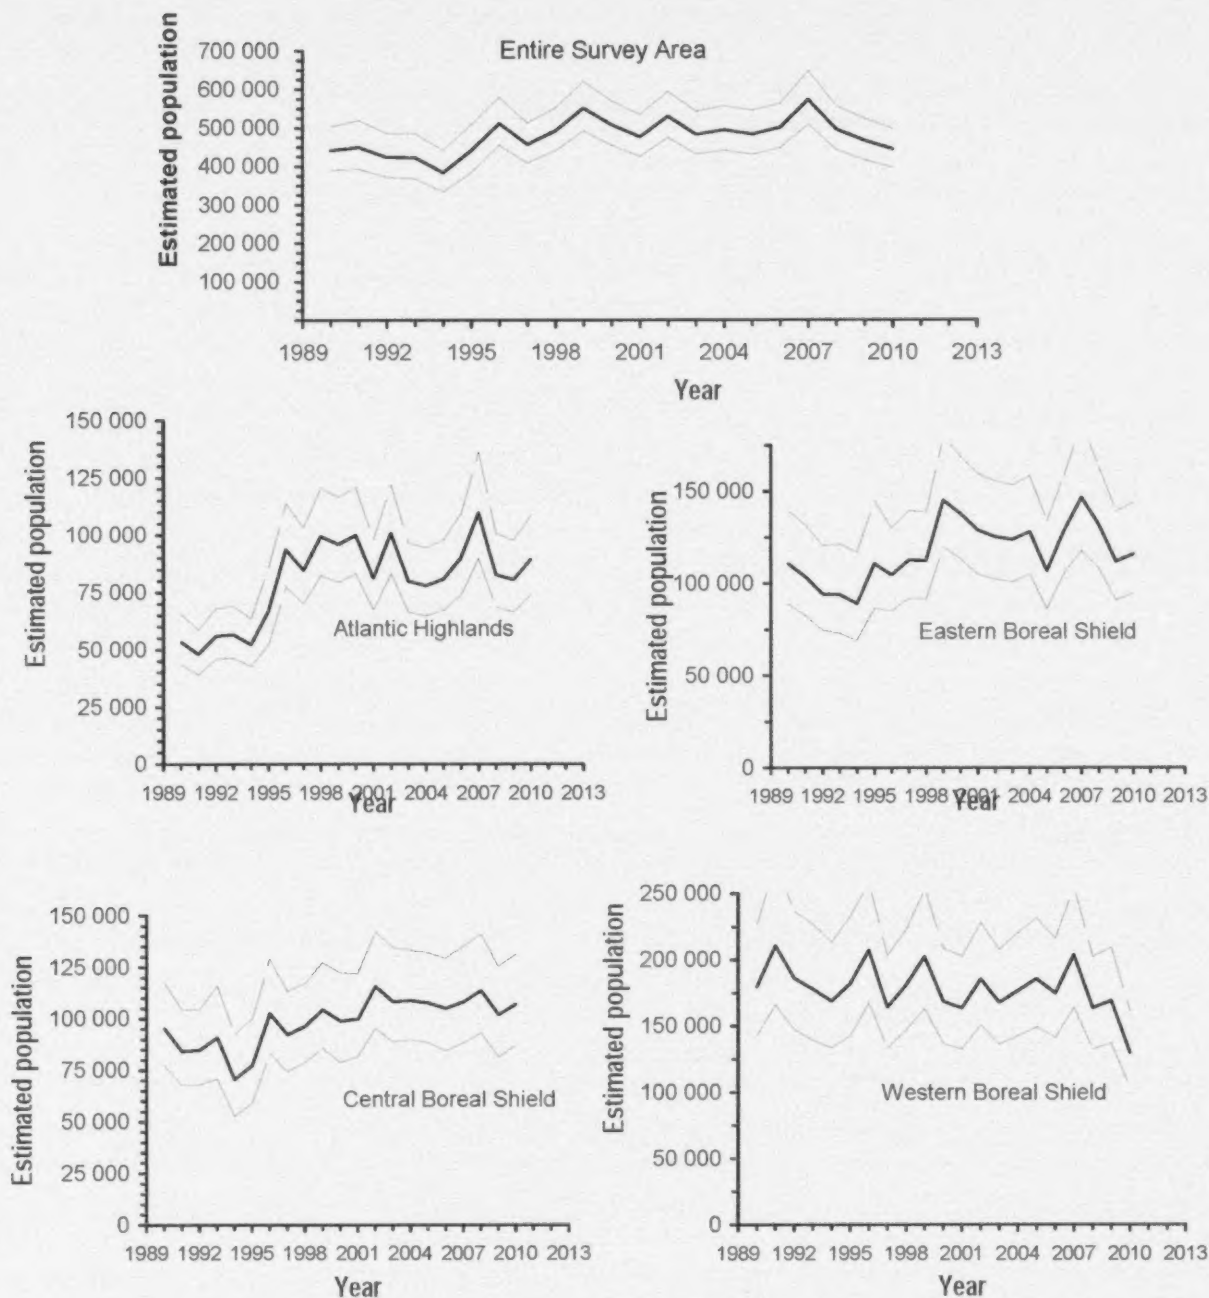 Entire Survey Area
Estimated population
700 000
600 000
500 000
400 000
300 000
200 000
100 000
1989 1992 1995 1998 2001 2004 2007 2010 2013
Year
Estimated population
150 000
125 000
100 000
75 000
50 000
25 000
0
Atlantic Highlands
1989 1992 1995 1998 2001 2004 2007 2010 2013
Year
Estimated population
150 000
100 000
50 000
0
Eastern Boreal Shield
1989 1992 1995 1998 2001 2004 2007 2010 2013
Year
Estimated population
150 000
125 000
100 000
75 000
50 000
25 000
0
Central Boreal Shield
1989 1992 1995 1998 2001 2004 2007 2010 2013
Year
Estimated population
250 000
200 000
150 000
100 000
50 000
0
Western Boreal Shield
1989 1992 1995 1998 2001 2004 2007 2010 2013
Year